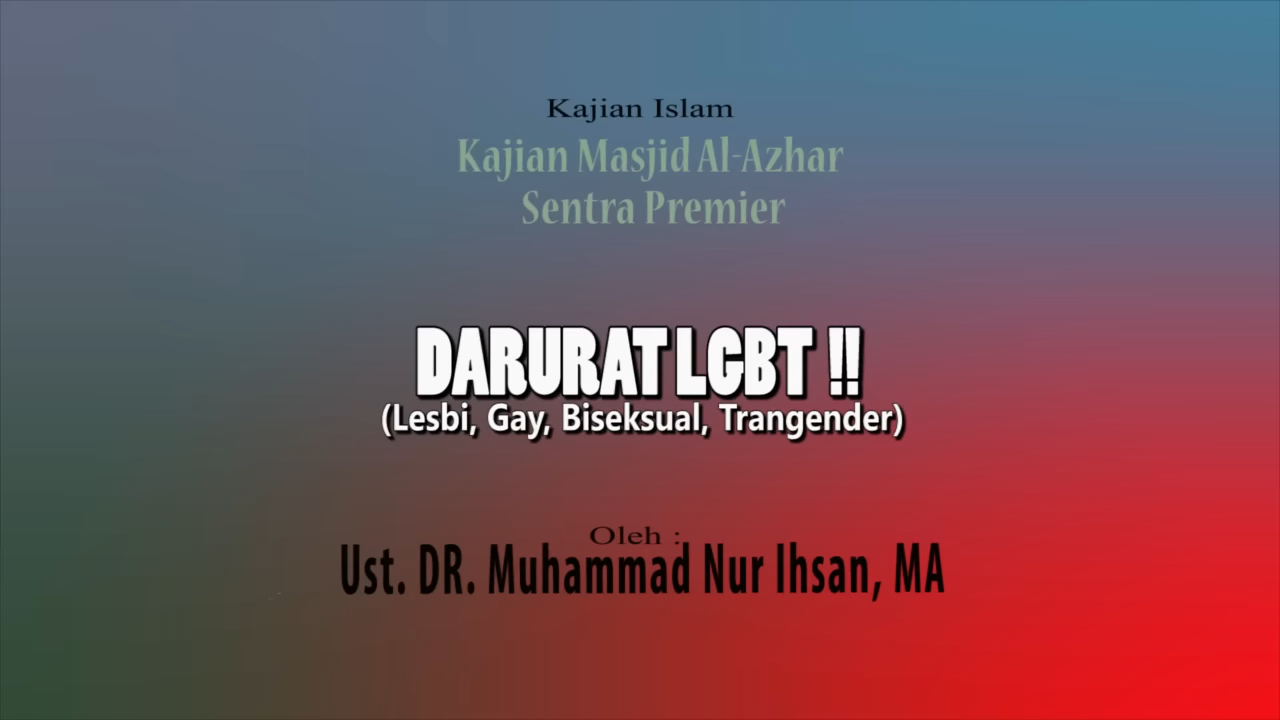 Kajian Islam
Kajian Masjid Al-Azhar
Sentra Premier
DARURAT LGBT !!
(Lesbi, Gay, Biseksual, Trangender)
Oleh :
Ust. DR. Muhammad Nur Ihsan, MA